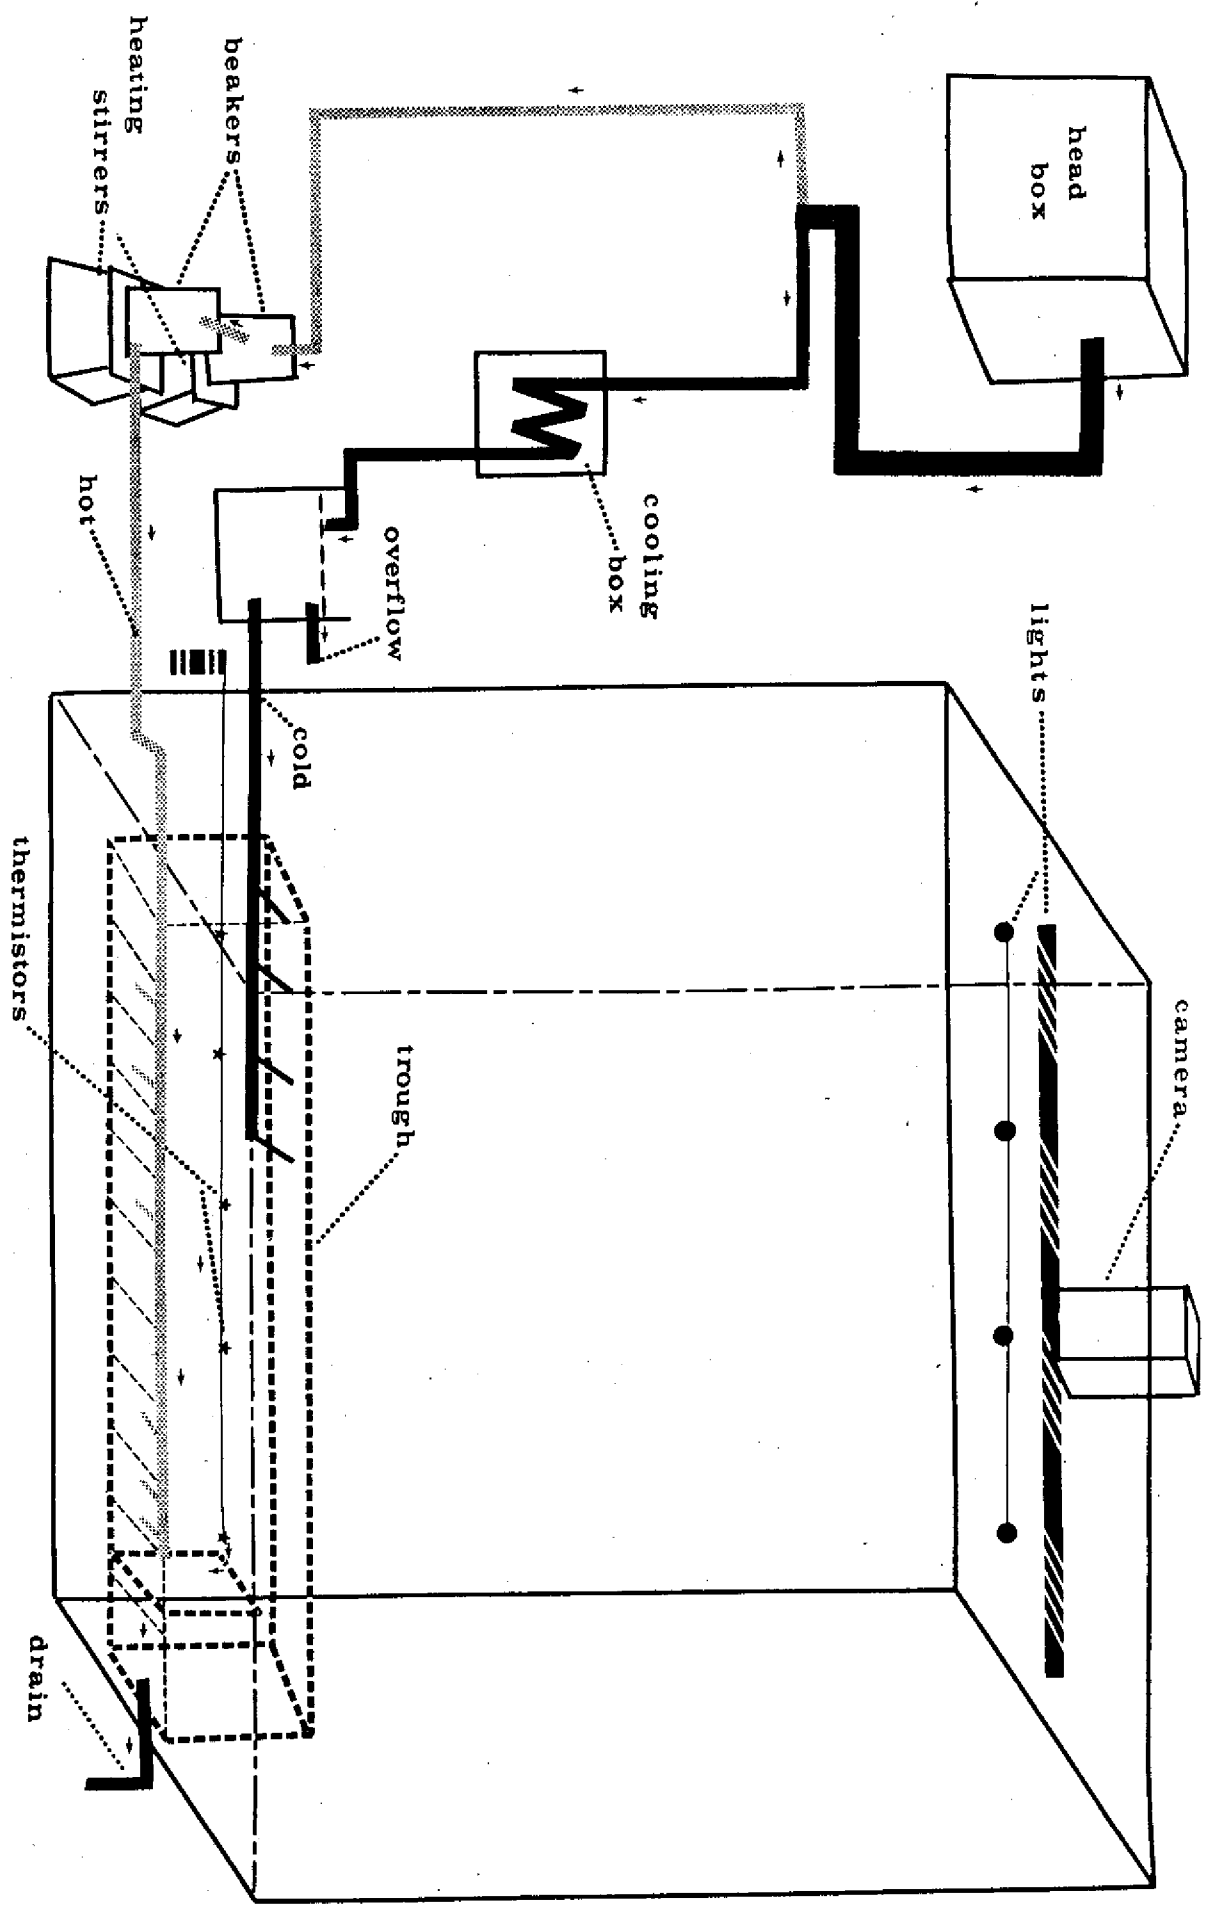 head
box
lights
camera
cooling
box
overflow
cold
trough
beakers
heating
stirrers
hot
thermistors
drain